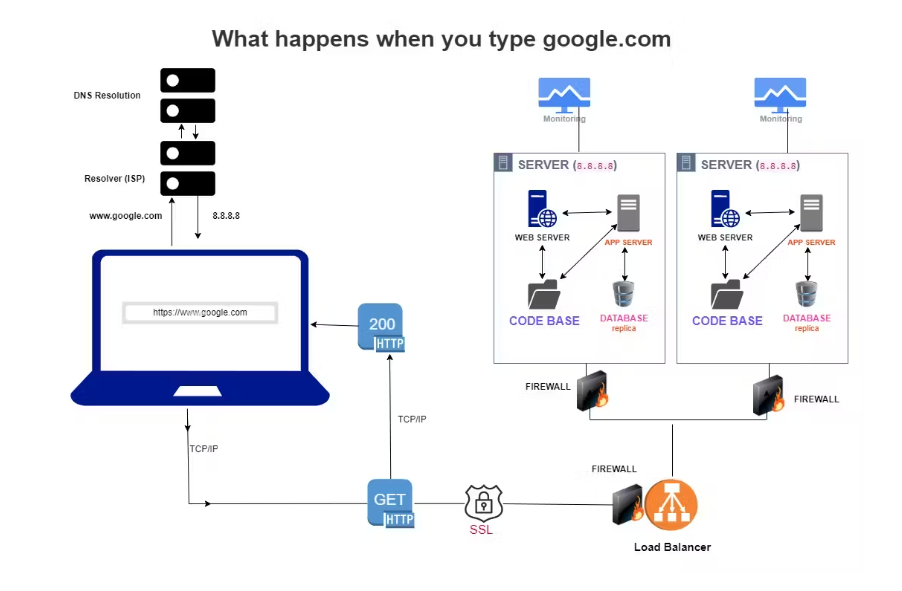 What happens when you type google.com
DNS Resolution
Resolver (ISP)
www.google.com
8.8.8.8
https://www.google.com
200
HTTP
TCP/IP
TCP/IP
GET
HTTP
SSL
Monitoring
Monitoring
SERVER (8.8.8.8)
SERVER (8.8.8.8)
WEB SERVER
APP SERVER
WEB SERVER
APP SERVER
CODE BASE
DATABASE
replica
CODE BASE
DATABASE
replica
FIREWALL
FIREWALL
FIREWALL
Load Balancer